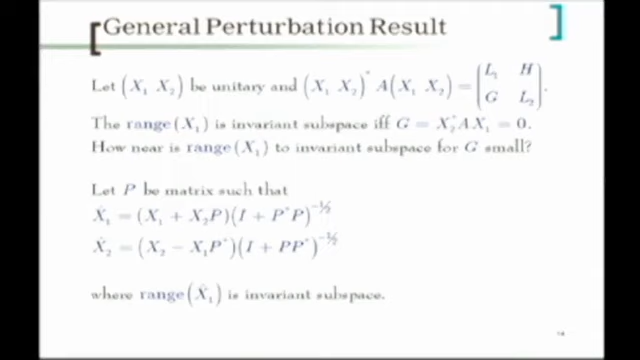 General Perturbation Result
Let (X₁ X₂) be unitary and (X₁ X₂)* A(X₁ X₂) = (L₁ H
G L₂).
The range(X₁) is invariant subspace iff G = X₂*AX₁ = 0.
How near is range(X₁) to invariant subspace for G small?
Let P be matrix such that
X̂₁ = (X₁ + X₂P)(I + P*P)^(-½)
X̂₂ = (X₂ − X₁P*)(I + PP*)^(-½)
where range(X̂₁) is invariant subspace.